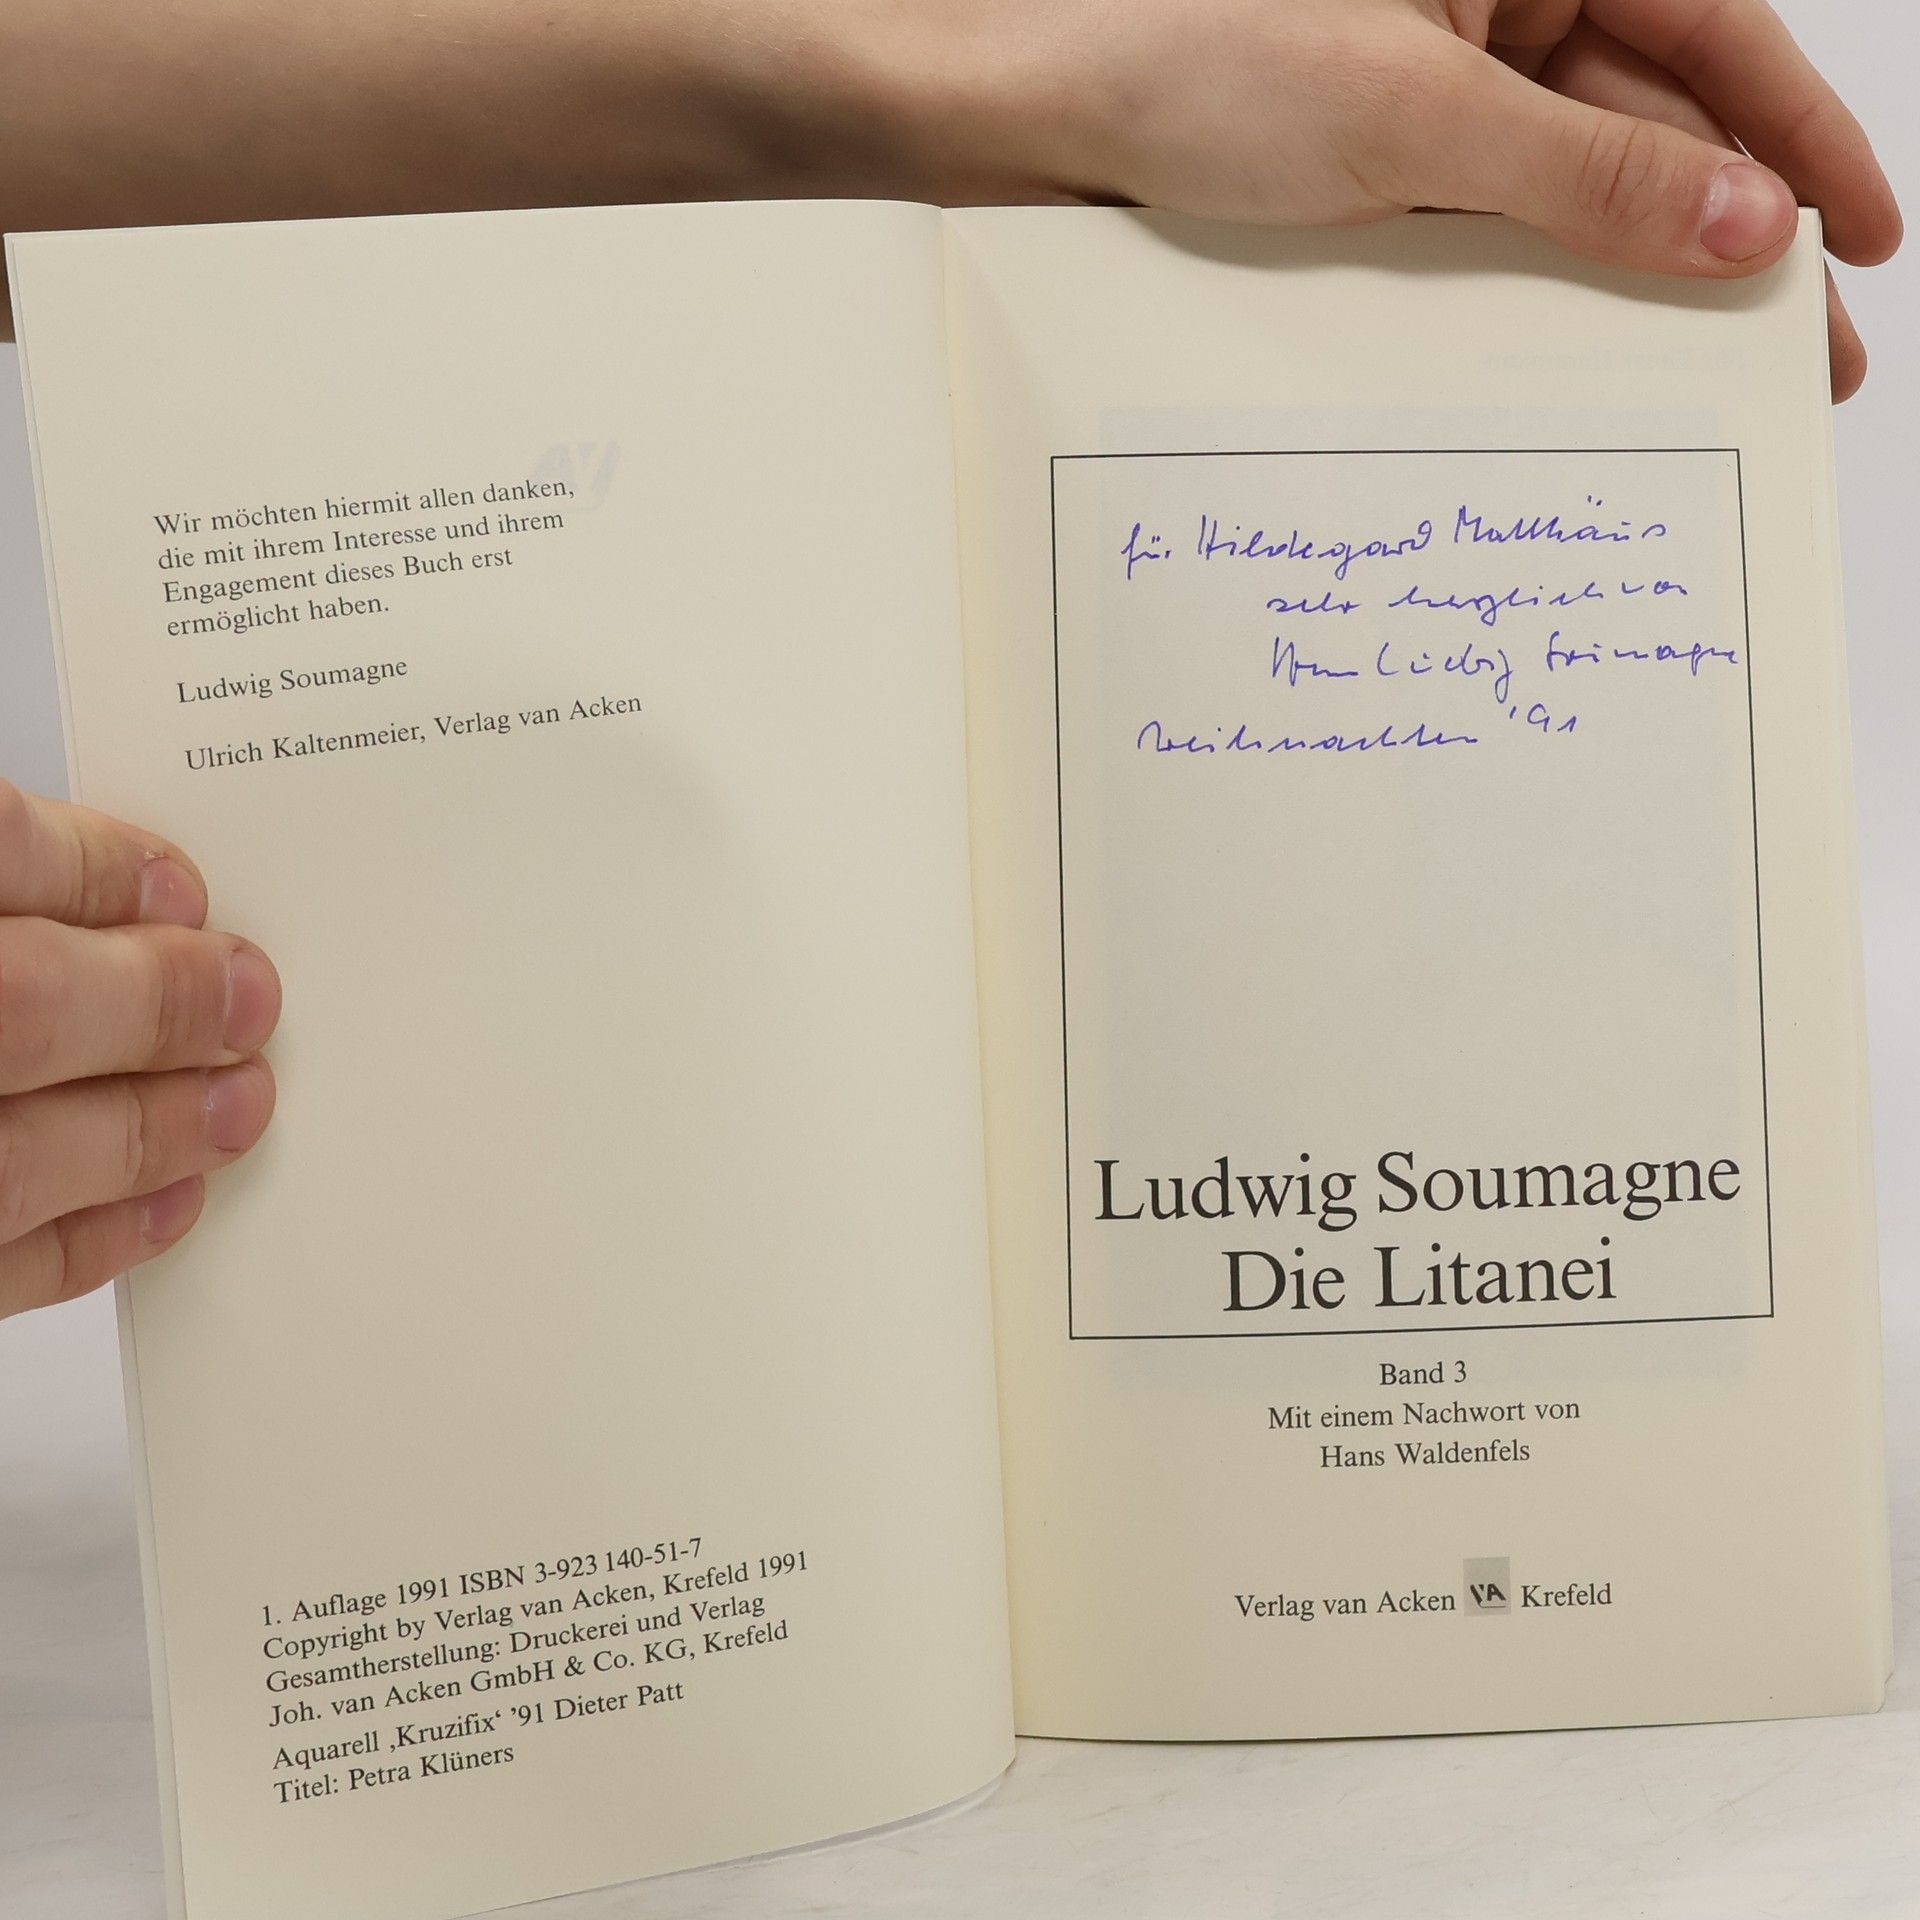 Wir möchten hiermit allen danken,
die mit ihrem Interesse und ihrem
Engagement dieses Buch erst
ermöglicht haben.
Ludwig Soumagne
Ulrich Kaltenmeier, Verlag van Acken
1. Auflage 1991 ISBN 3-923 140-51-7
Copyright by Verlag van Acken, Krefeld 1991
Gesamtherstellung: Druckerei und Verlag
Joh. van Acken GmbH & Co. KG, Krefeld
Aquarell ‚Kruzifix‘ ’91 Dieter Patt
Titel: Petra Klüners
für Hildegard Matthäus
sehr herzlich von
Ludwig Soumagne
Weihnachten '91
Ludwig Soumagne
Die Litanei
Band 3
Mit einem Nachwort von
Hans Waldenfels
Verlag van Acken VA Krefeld